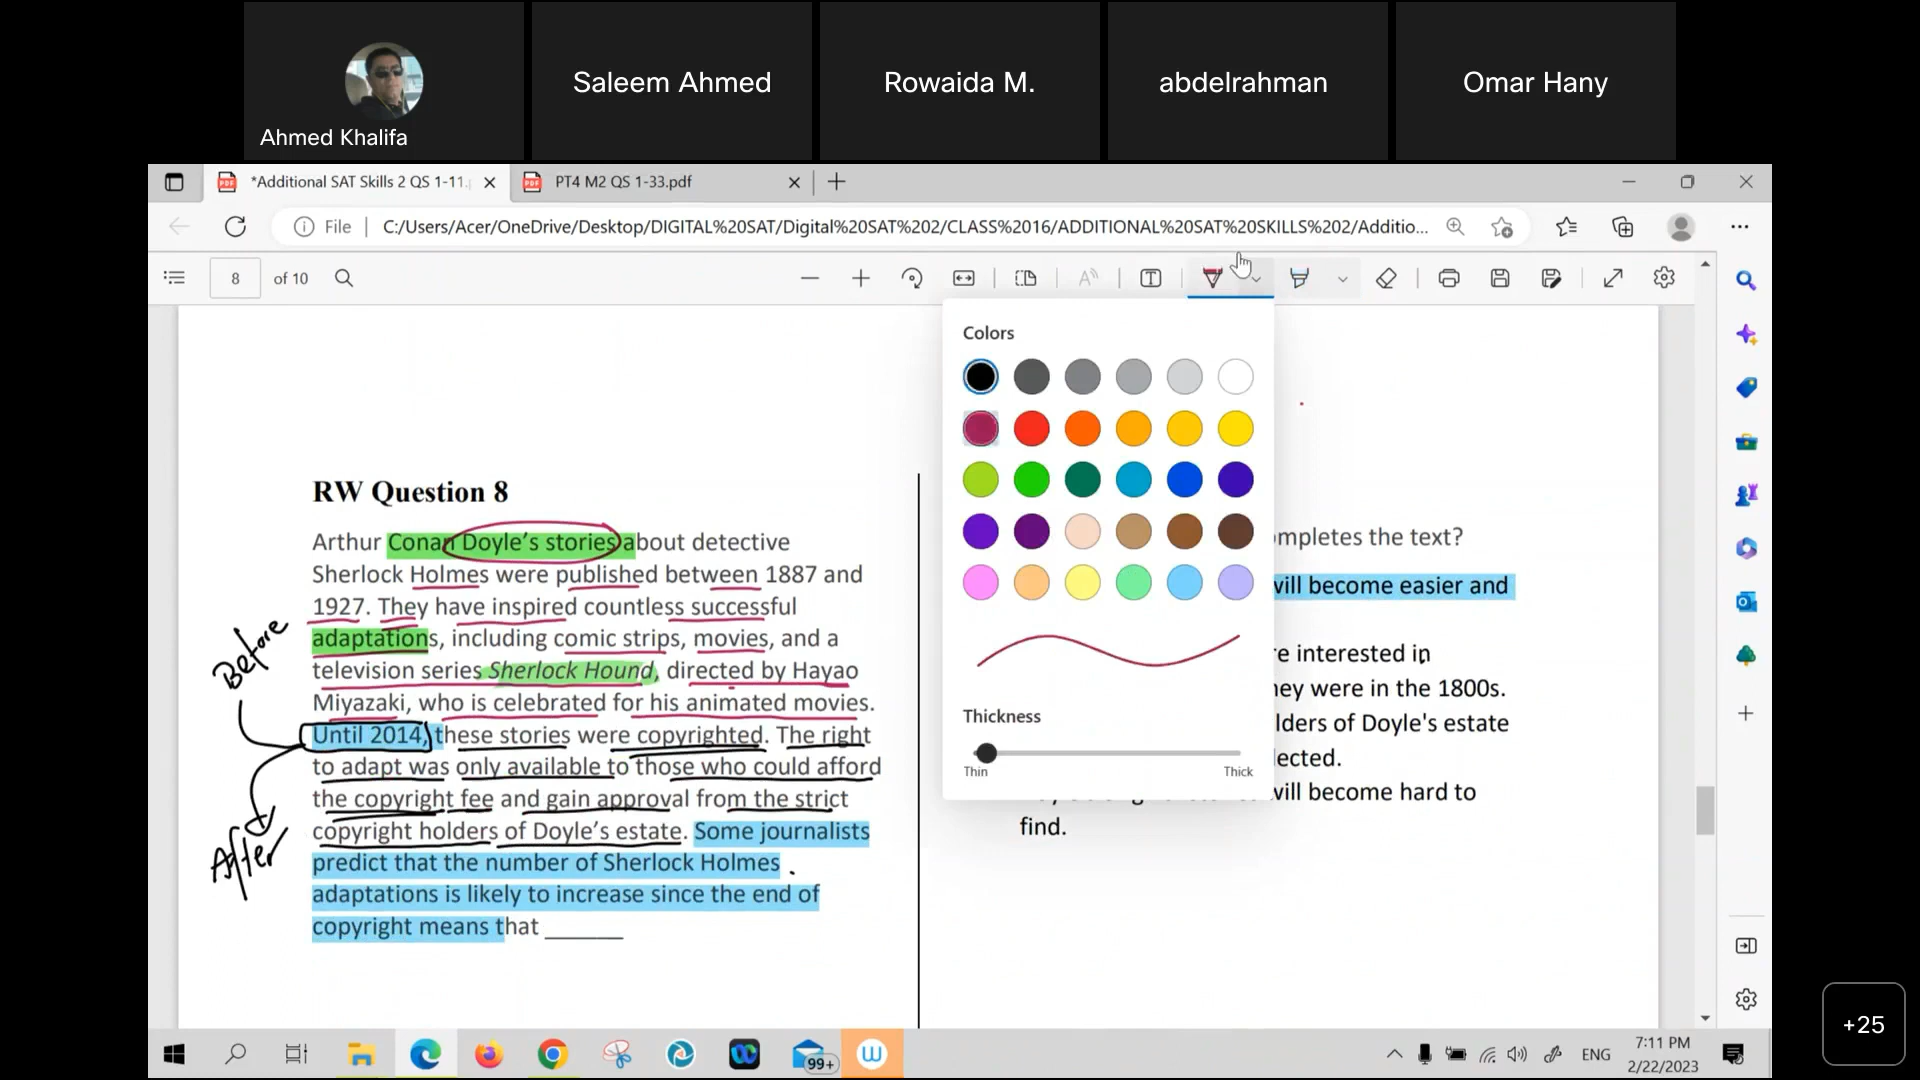 Ahmed Khalifa
Saleem Ahmed
Rowaida M.
abdelrahman
Omar Hany
*Additional SAT Skills 2 QS 1-11.
PT4 M2 QS 1-33.pdf
File
C:/Users/Acer/OneDrive/Desktop/DIGITAL%20SAT/Digital%20SAT%202/CLASS%2016/ADDITIONAL%20SAT%20SKILLS%202/Additio...
8 of 10
Colors
Thickness
Thin Thick
RW Question 8
Arthur Conan Doyle's stories about detective
Sherlock Holmes were published between 1887 and
1927. They have inspired countless successful
adaptations, including comic strips, movies, and a
television series Sherlock Hound, directed by Hayao
Miyazaki, who is celebrated for his animated movies.
Until 2014, these stories were copyrighted. The right
to adapt was only available to those who could afford
the copyright fee and gain approval from the strict
copyright holders of Doyle's estate. Some journalists
predict that the number of Sherlock Holmes
adaptations is likely to increase since the end of
copyright means that ______
Before
After
mpletes the text?
will become easier and
re interested in
hey were in the 1800s.
lders of Doyle's estate
lected.
will become hard to
find.
+25
99+
ENG
7:11 PM
2/22/2023